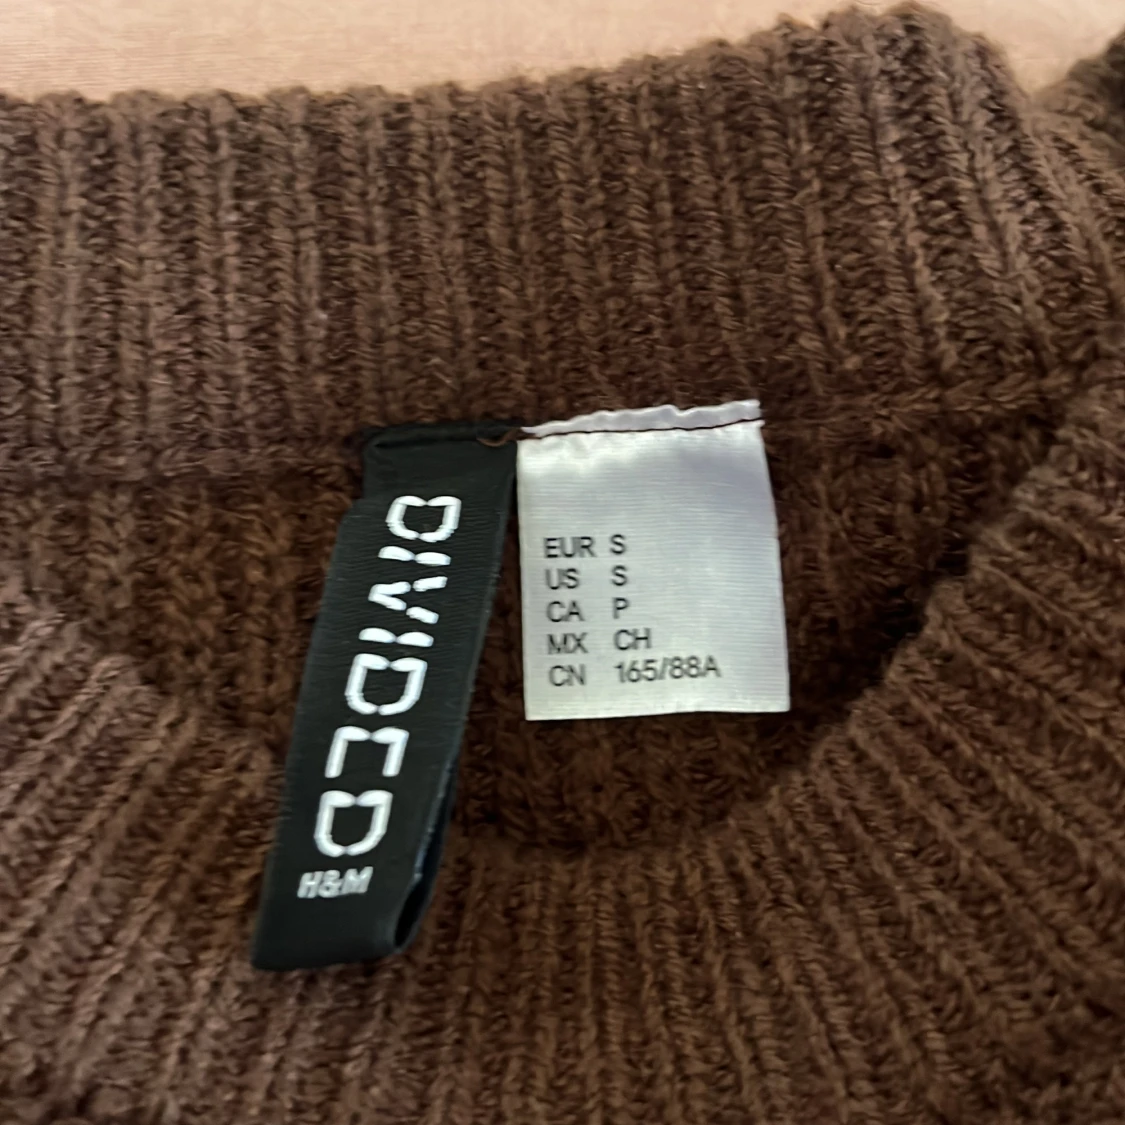 DIVIDED
H&M
EUR S
US S
CA P
MX CH
CN 165/88A